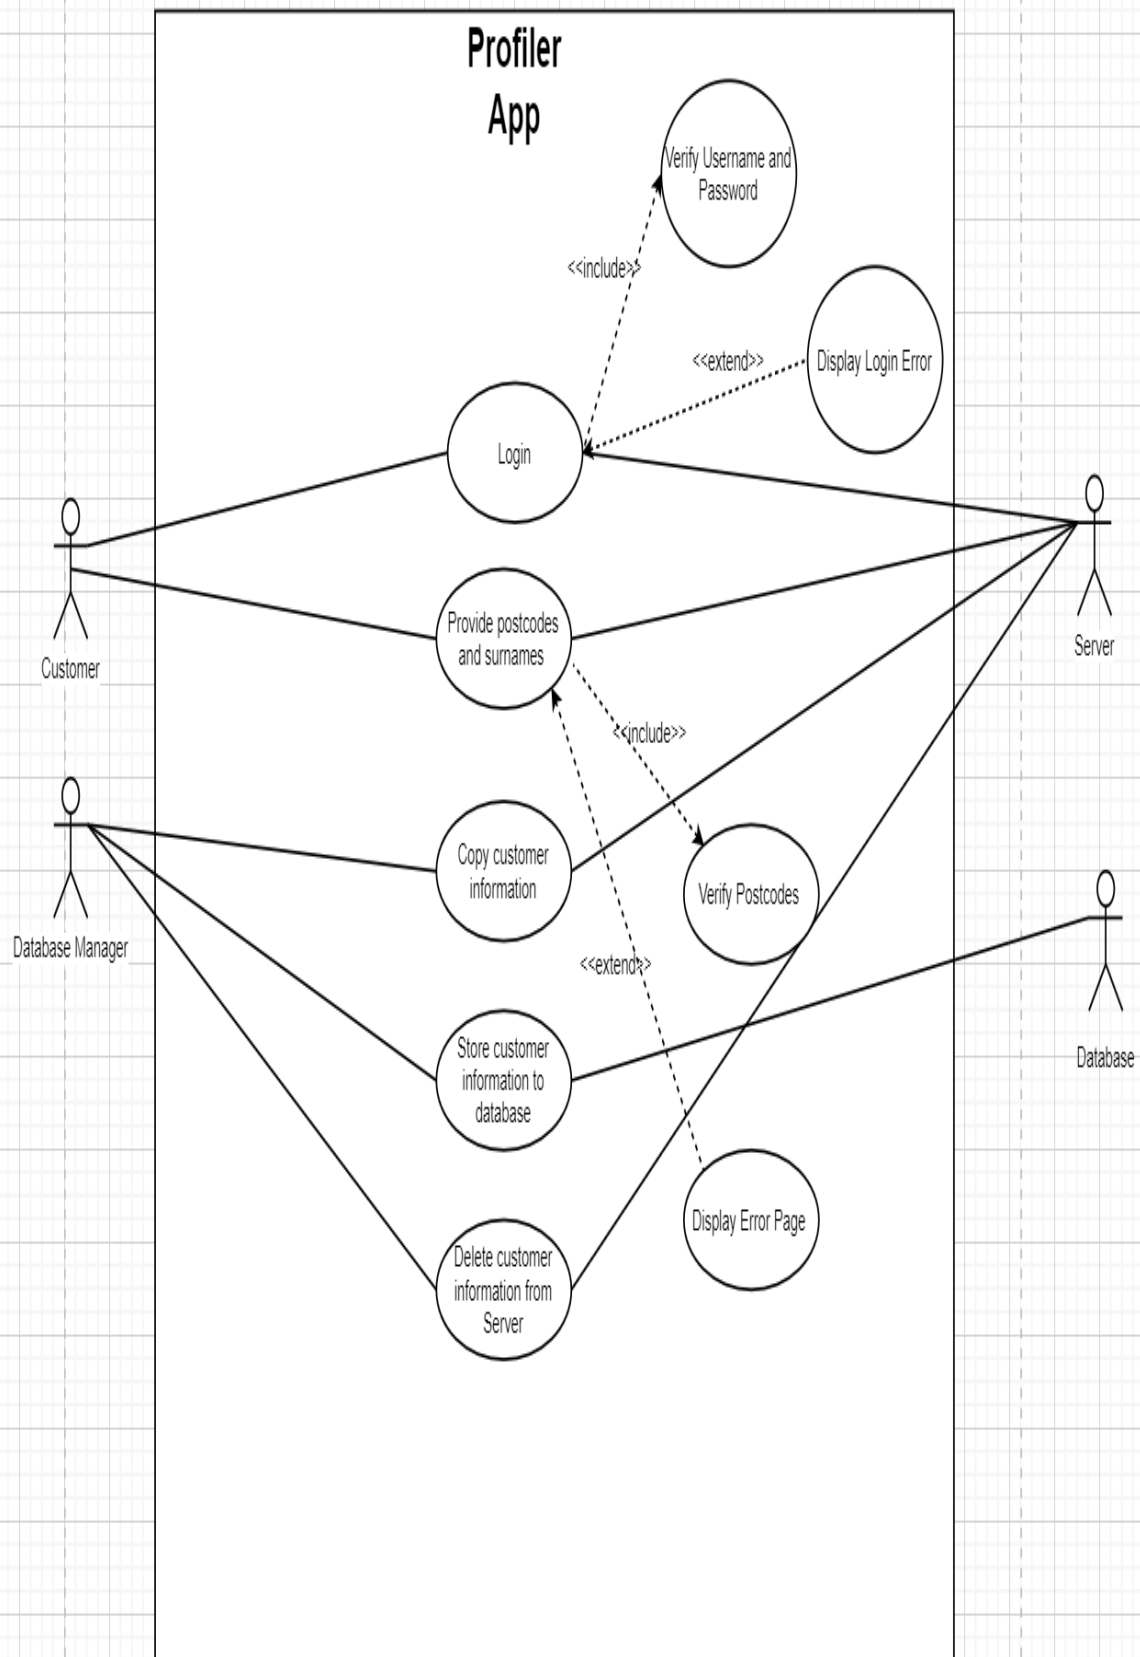 Profiler
App
Verify Username and
Password
<<include>>
<<extend>>
Display Login Error
Login
Provide postcodes
and surnames
Customer
Server
<<include>>
Copy customer
information
Verify Postcodes
Database Manager
<<extend>>
Store customer
information to
database
Database
Display Error Page
Delete customer
information from
Server